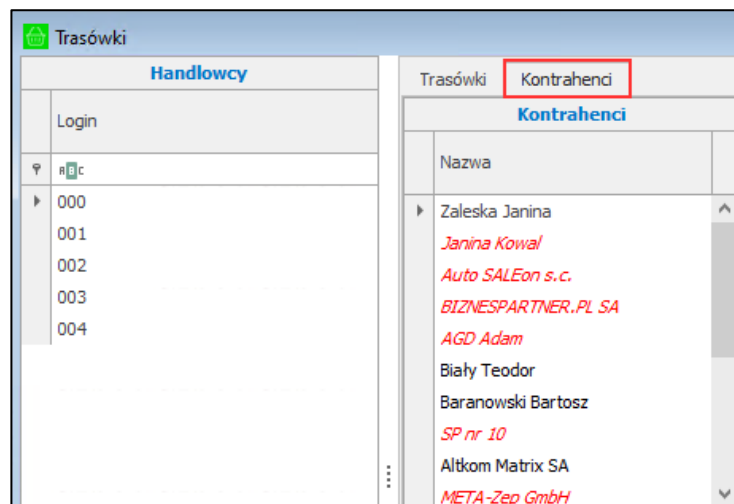 Trasówki
Handlowcy
Login
ABC
000
001
002
003
004
Trasówki Kontrahenci
Kontrahenci
Nazwa
Zaleska Janina
Janina Kowal
Auto SALEon s.c.
BIZNESPARTNER.PL SA
AGD Adam
Biały Teodor
Baranowski Bartosz
SP nr 10
Altkom Matrix SA
META-Zep GmbH